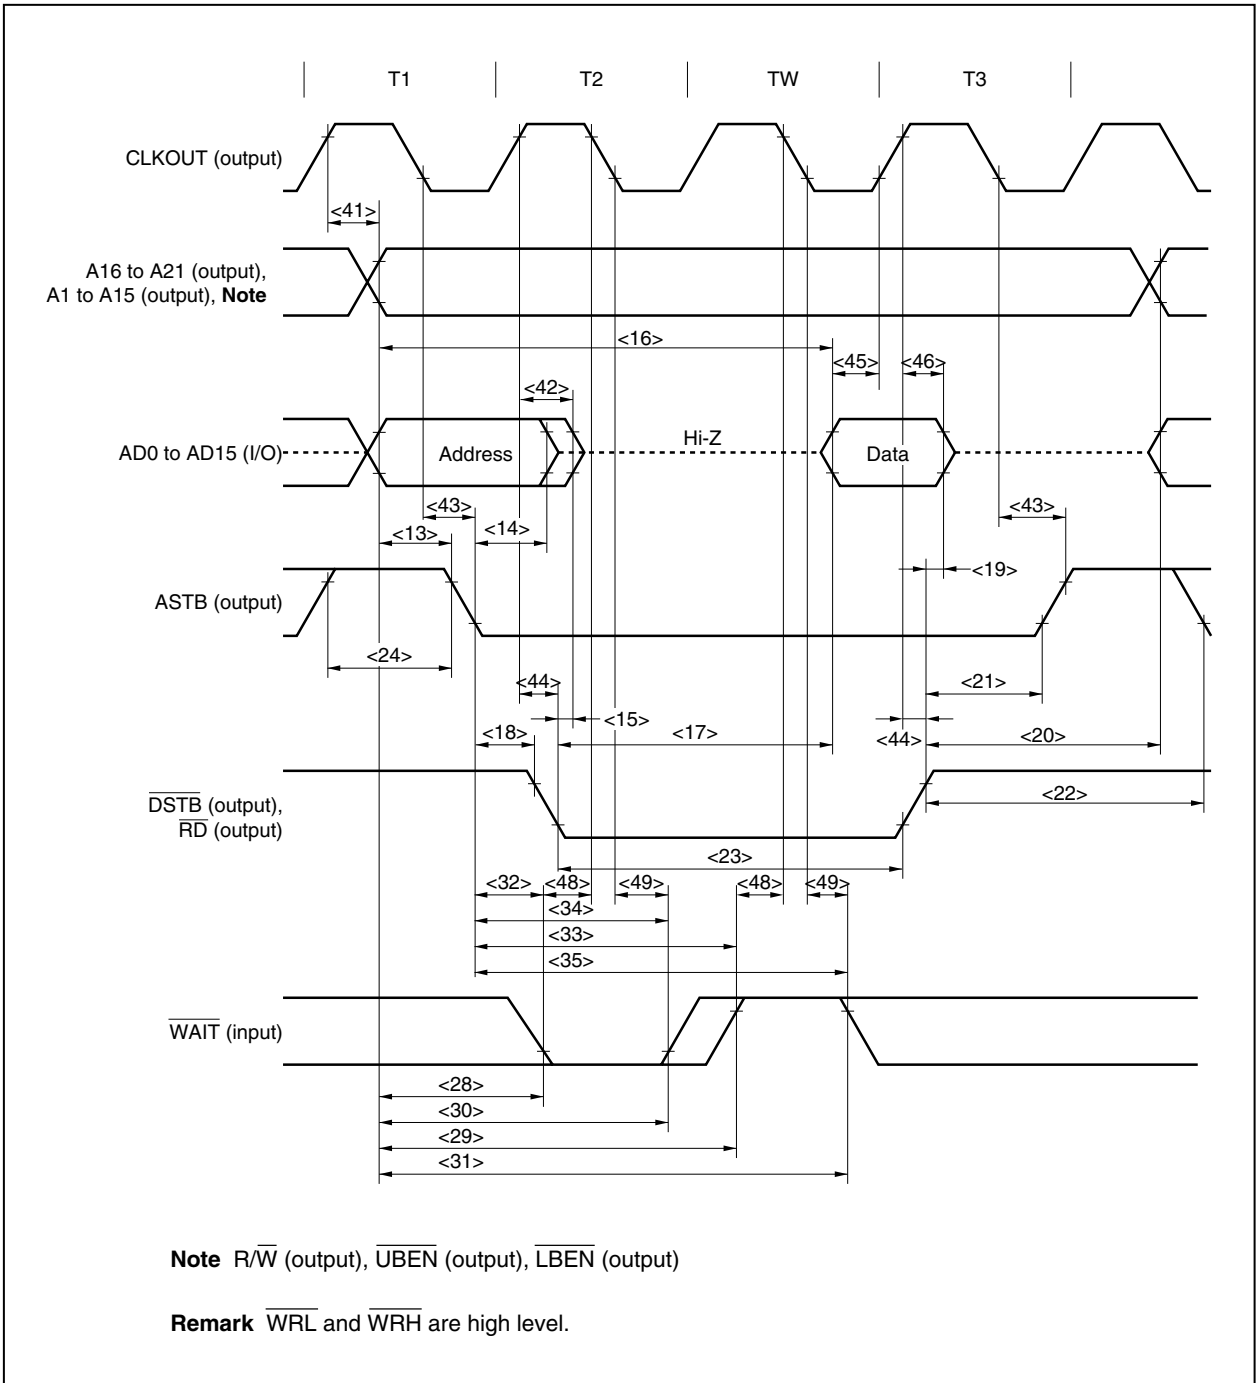 T1 T2 TW T3
CLKOUT (output)
<41>
A16 to A21 (output),
A1 to A15 (output), Note
<16>
<45> <46>
<42>
AD0 to AD15 (I/O) Address Hi-Z Data
<43> <43>
<13> <14>
<19>
ASTB (output)
<24>
<44> <21>
<15>
<18> <17> <44> <20>
DSTB (output),
RD (output)
<22>
<23>
<32> <48> <49> <48> <49>
<34>
<33>
<35>
WAIT (input)
<28>
<30>
<29>
<31>
Note R/W (output), UBEN (output), LBEN (output)
Remark WRL and WRH are high level.